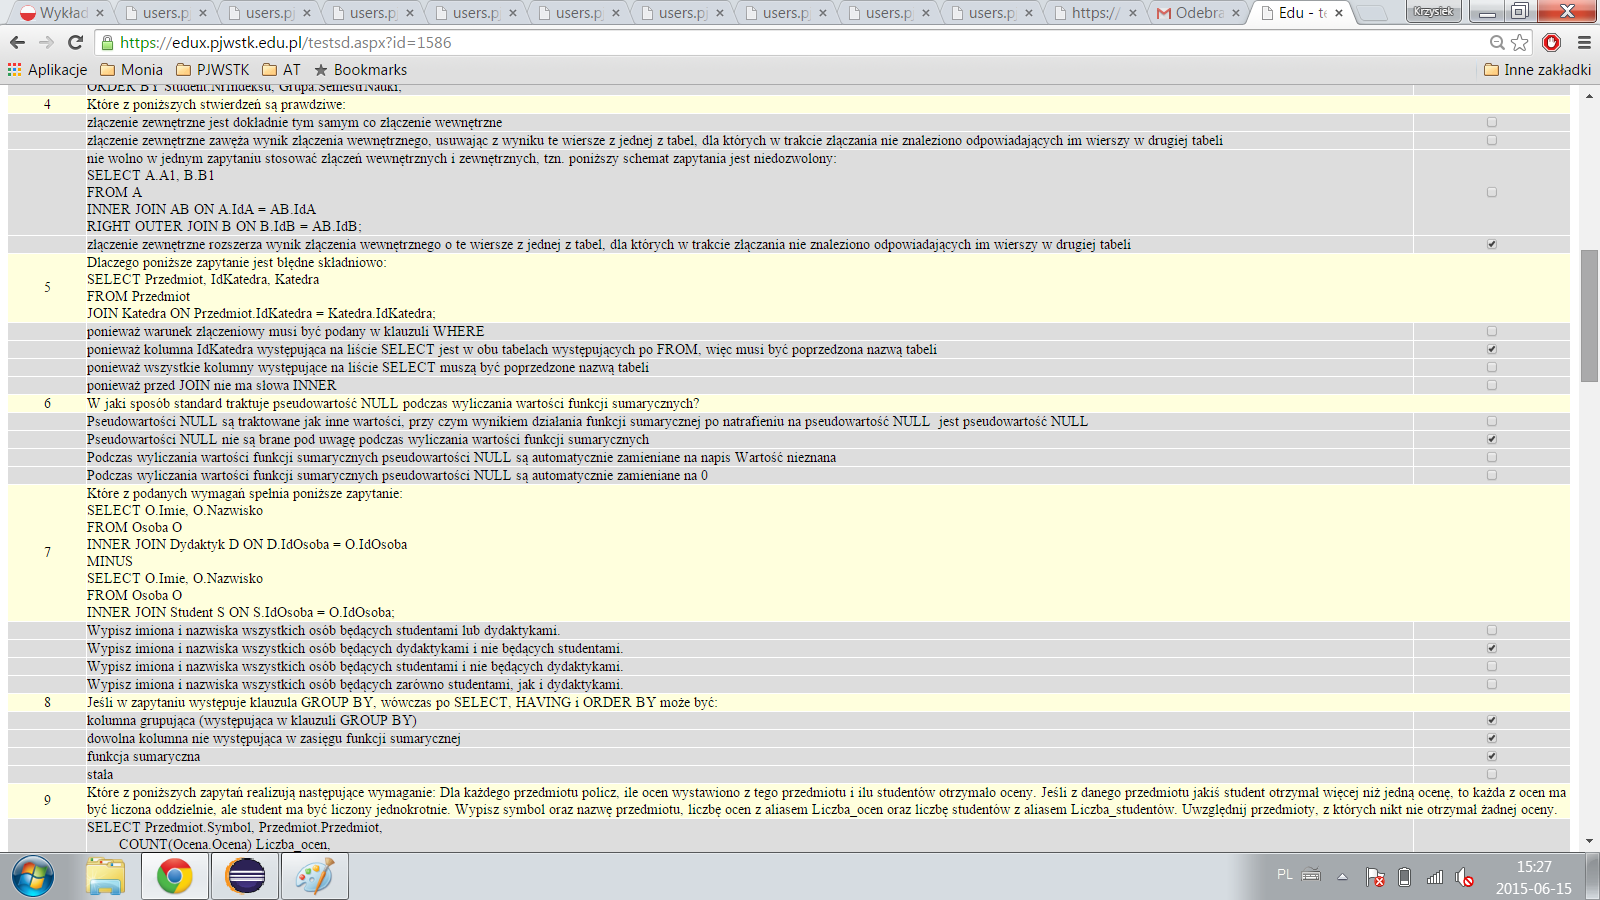 Wykład
users.pj
users.pj
users.pj
users.pj
users.pj
users.pj
users.pj
users.pj
users.pj
https://
Odebra
Edu - te
Krzysiek
https://edux.pjwstk.edu.pl/testsd.aspx?id=1586
Aplikacje
Monia
PJWSTK
AT
Bookmarks
Inne zakładki
ORDER BY Student.NrIndeksu, Grupa.SemestrNauki;
4 Które z poniższych stwierdzeń są prawdziwe:
złączenie zewnętrzne jest dokładnie tym samym co złączenie wewnętrzne
złączenie zewnętrzne zawęża wynik złączenia wewnętrznego, usuwając z wyniku te wiersze z jednej z tabel, dla których w trakcie złączania nie znaleziono odpowiadających im wierszy w drugiej tabeli
nie wolno w jednym zapytaniu stosować złączeń wewnętrznych i zewnętrznych, tzn. poniższy schemat zapytania jest niedozwolony:
SELECT A.A1, B.B1
FROM A
INNER JOIN AB ON A.IdA = AB.IdA
RIGHT OUTER JOIN B ON B.IdB = AB.IdB;
złączenie zewnętrzne rozszerza wynik złączenia wewnętrznego o te wiersze z jednej z tabel, dla których w trakcie złączania nie znaleziono odpowiadających im wierszy w drugiej tabeli
5 Dlaczego poniższe zapytanie jest błędne składniowo:
SELECT Przedmiot, IdKatedra, Katedra
FROM Przedmiot
JOIN Katedra ON Przedmiot.IdKatedra = Katedra.IdKatedra;
ponieważ warunek złączeniowy musi być podany w klauzuli WHERE
ponieważ kolumna IdKatedra występująca na liście SELECT jest w obu tabelach występujących po FROM, więc musi być poprzedzona nazwą tabeli
ponieważ wszystkie kolumny występujące na liście SELECT muszą być poprzedzone nazwą tabeli
ponieważ przed JOIN nie ma słowa INNER
6 W jaki sposób standard traktuje pseudowartość NULL podczas wyliczania wartości funkcji sumarycznych?
Pseudowartości NULL są traktowane jak inne wartości, przy czym wynikiem działania funkcji sumarycznej po natrafieniu na pseudowartość NULL jest pseudowartość NULL
Pseudowartości NULL nie są brane pod uwagę podczas wyliczania wartości funkcji sumarycznych
Podczas wyliczania wartości funkcji sumarycznych pseudowartości NULL są automatycznie zamieniane na napis Wartość nieznana
Podczas wyliczania wartości funkcji sumarycznych pseudowartości NULL są automatycznie zamieniane na 0
7 Które z podanych wymagań spełnia poniższe zapytanie:
SELECT O.Imie, O.Nazwisko
FROM Osoba O
INNER JOIN Dydaktyk D ON D.IdOsoba = O.IdOsoba
MINUS
SELECT O.Imie, O.Nazwisko
FROM Osoba O
INNER JOIN Student S ON S.IdOsoba = O.IdOsoba;
Wypisz imiona i nazwiska wszystkich osób będących studentami lub dydaktykami.
Wypisz imiona i nazwiska wszystkich osób będących dydaktykami i nie będących studentami.
Wypisz imiona i nazwiska wszystkich osób będących studentami i nie będących dydaktykami.
Wypisz imiona i nazwiska wszystkich osób będących zarówno studentami, jak i dydaktykami.
8 Jeśli w zapytaniu występuje klauzula GROUP BY, wówczas po SELECT, HAVING i ORDER BY może być:
kolumna grupująca (występująca w klauzuli GROUP BY)
dowolna kolumna nie występująca w zasięgu funkcji sumarycznej
funkcja sumaryczna
stała
9 Które z poniższych zapytań realizują następujące wymaganie: Dla każdego przedmiotu policz, ile ocen wystawiono z tego przedmiotu i ilu studentów otrzymało oceny. Jeśli z danego przedmiotu jakiś student otrzymał więcej niż jedną ocenę, to każda z ocen ma
być liczona oddzielnie, ale student ma być liczony jednokrotnie. Wypisz symbol oraz nazwę przedmiotu, liczbę ocen z aliasem Liczba_ocen oraz liczbę studentów z aliasem Liczba_studentów. Uwzględnij przedmioty, z których nikt nie otrzymał żadnej oceny.
SELECT Przedmiot.Symbol, Przedmiot.Przedmiot,
COUNT(Ocena.Ocena) Liczba_ocen,
PL
15:27
2015-06-15